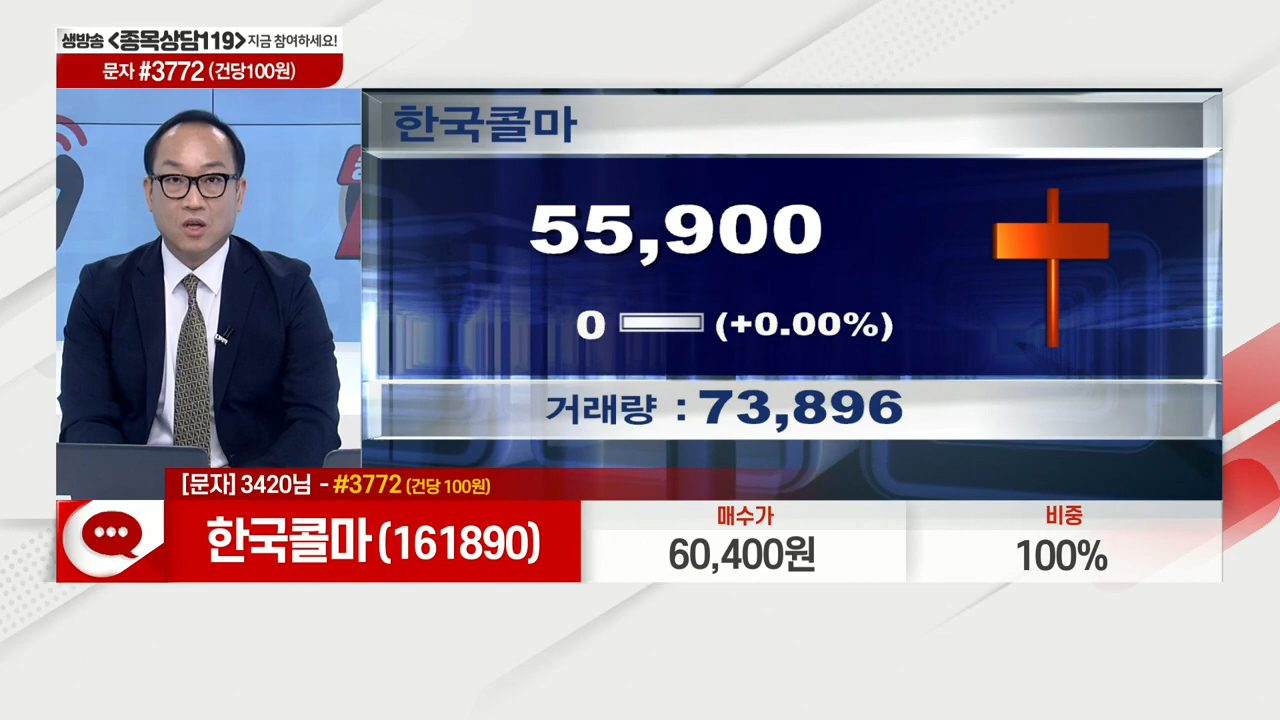 생방송 <종목상담119> 지금 참여하세요!
문자 #3772 (건당100원)
한국콜마
55,900
0 (+0.00%)
거래량 : 73,896
[문자] 3420님 - #3772 (건당 100원)
한국콜마 (161890)
매수가
60,400원
비중
100%